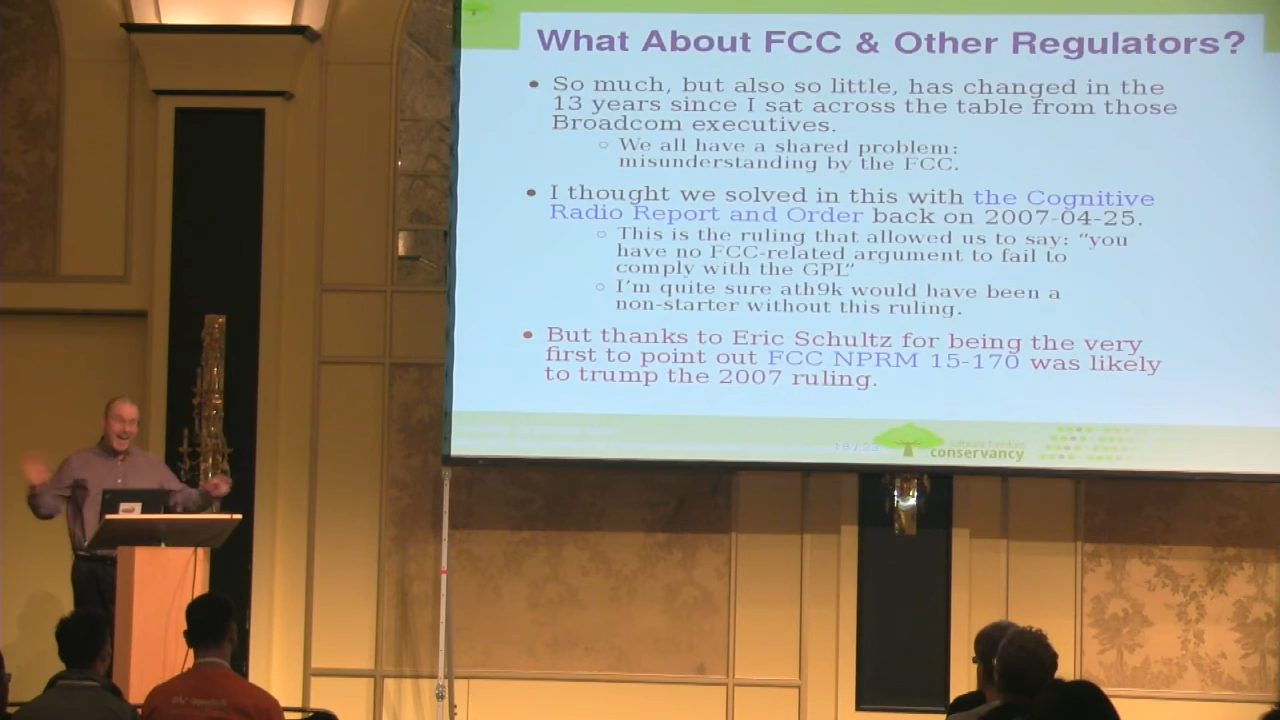 What About FCC & Other Regulators?
• So much, but also so little, has changed in the
13 years since I sat across the table from those
Broadcom executives.
○ We all have a shared problem:
misunderstanding by the FCC.
• I thought we solved in this with the Cognitive
Radio Report and Order back on 2007-04-25.
○ This is the ruling that allowed us to say: “you
have no FCC-related argument to fail to
comply with the GPL”
○ I’m quite sure ath9k would have been a
non-starter without this ruling.
• But thanks to Eric Schultz for being the very
first to point out FCC NPRM 15-170 was likely
to trump the 2007 ruling.
software freedom
conservancy